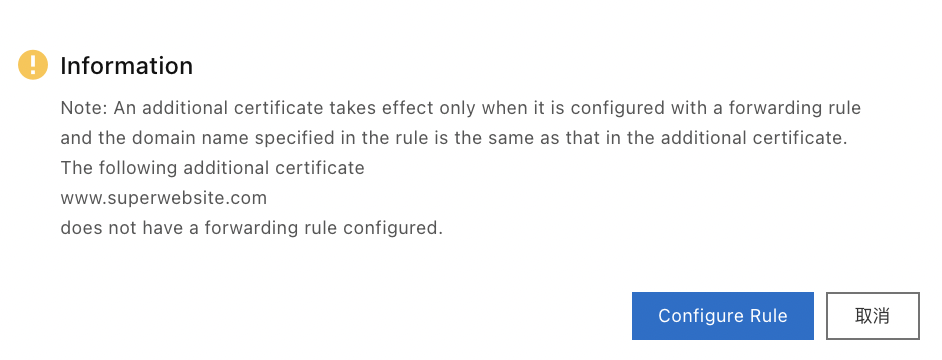 Information
Note: An additional certificate takes effect only when it is configured with a forwarding rule
and the domain name specified in the rule is the same as that in the additional certificate.
The following additional certificate
www.superwebsite.com
does not have a forwarding rule configured.
Configure Rule
取消